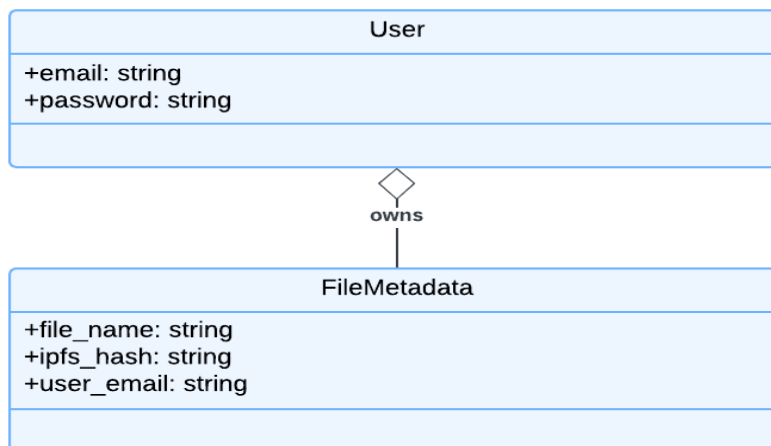 User
+email: string
+password: string
owns
FileMetadata
+file_name: string
+ipfs_hash: string
+user_email: string